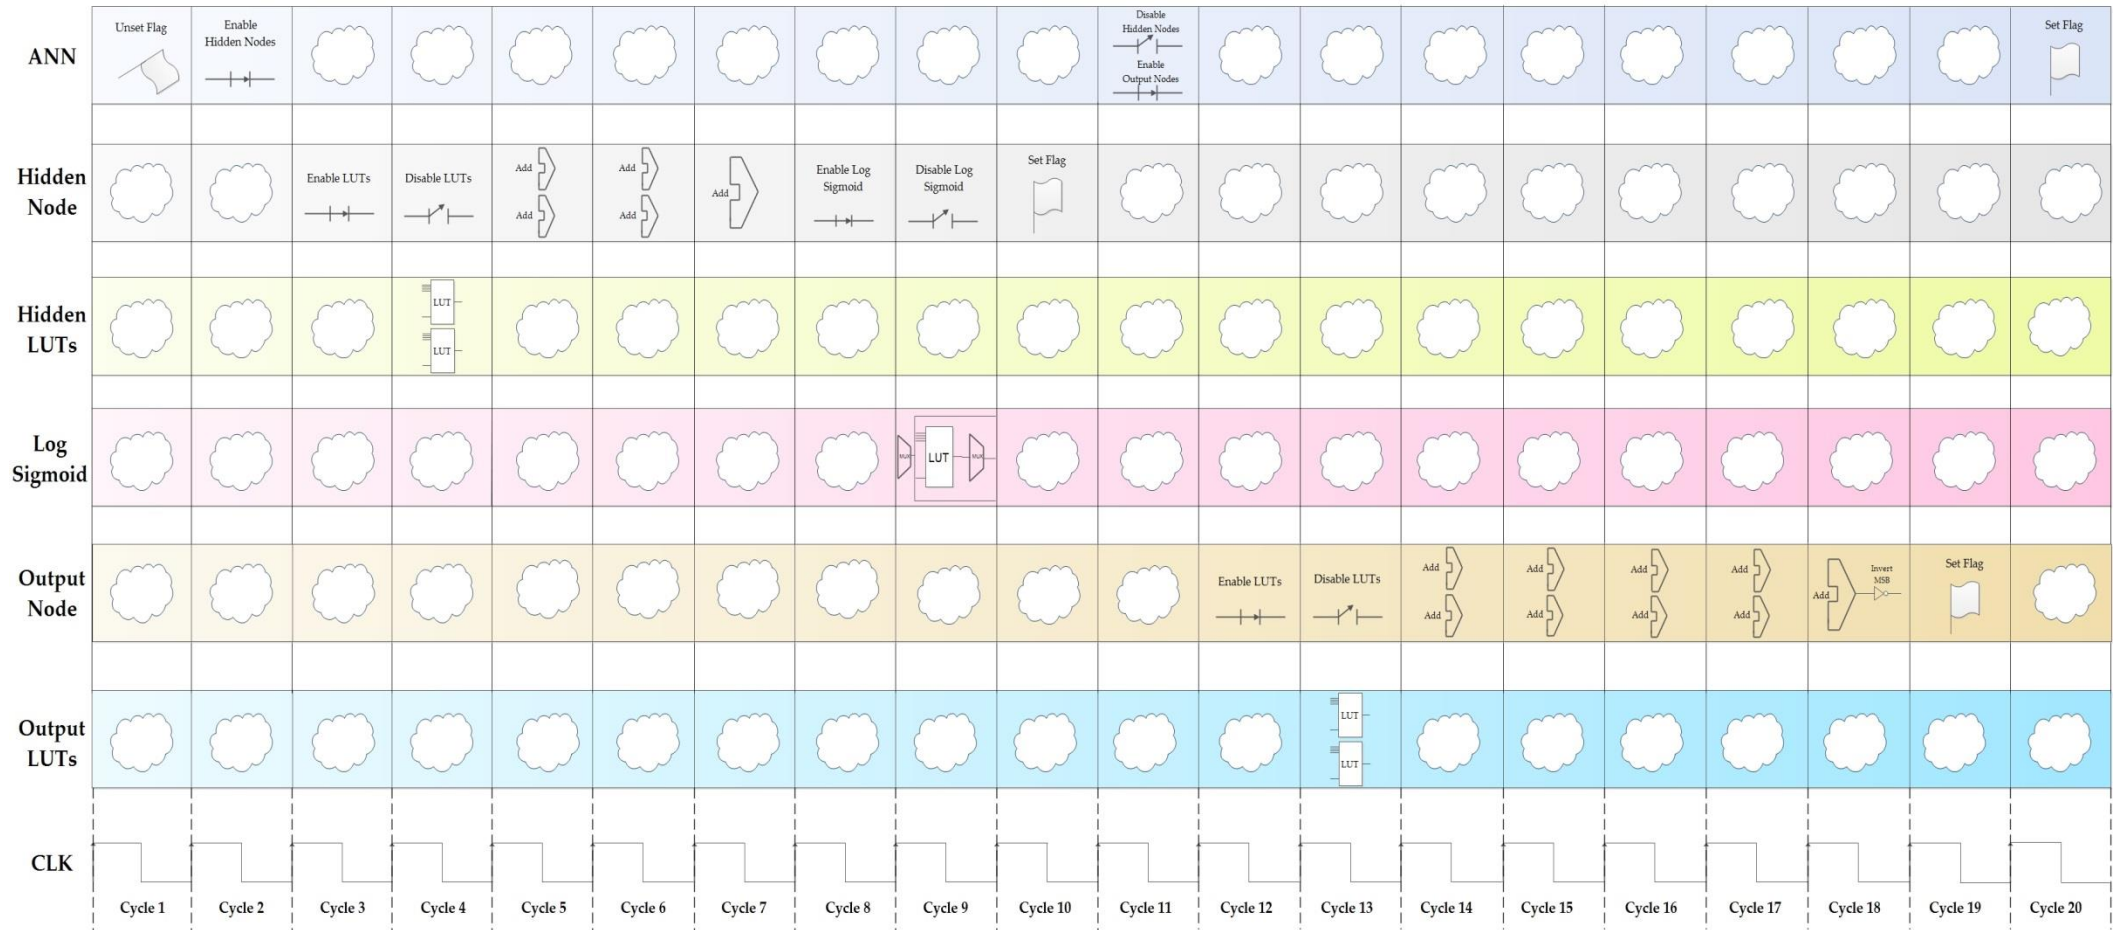 ANN
Unset Flag
Enable
Hidden Nodes
Disable
Hidden Nodes
Enable
Output Nodes
Set Flag
Hidden
Node
Enable LUTs
Disable LUTs
Add
Add
Add
Add
Add
Enable Log
Sigmoid
Disable Log
Sigmoid
Set Flag
Hidden
LUTs
LUT
LUT
Log
Sigmoid
MUX
LUT
MUX
Output
Node
Enable LUTs
Disable LUTs
Add
Add
Add
Add
Add
Add
Add
Add
Add
Invert
MSB
Set Flag
Output
LUTs
LUT
LUT
CLK
Cycle 1
Cycle 2
Cycle 3
Cycle 4
Cycle 5
Cycle 6
Cycle 7
Cycle 8
Cycle 9
Cycle 10
Cycle 11
Cycle 12
Cycle 13
Cycle 14
Cycle 15
Cycle 16
Cycle 17
Cycle 18
Cycle 19
Cycle 20